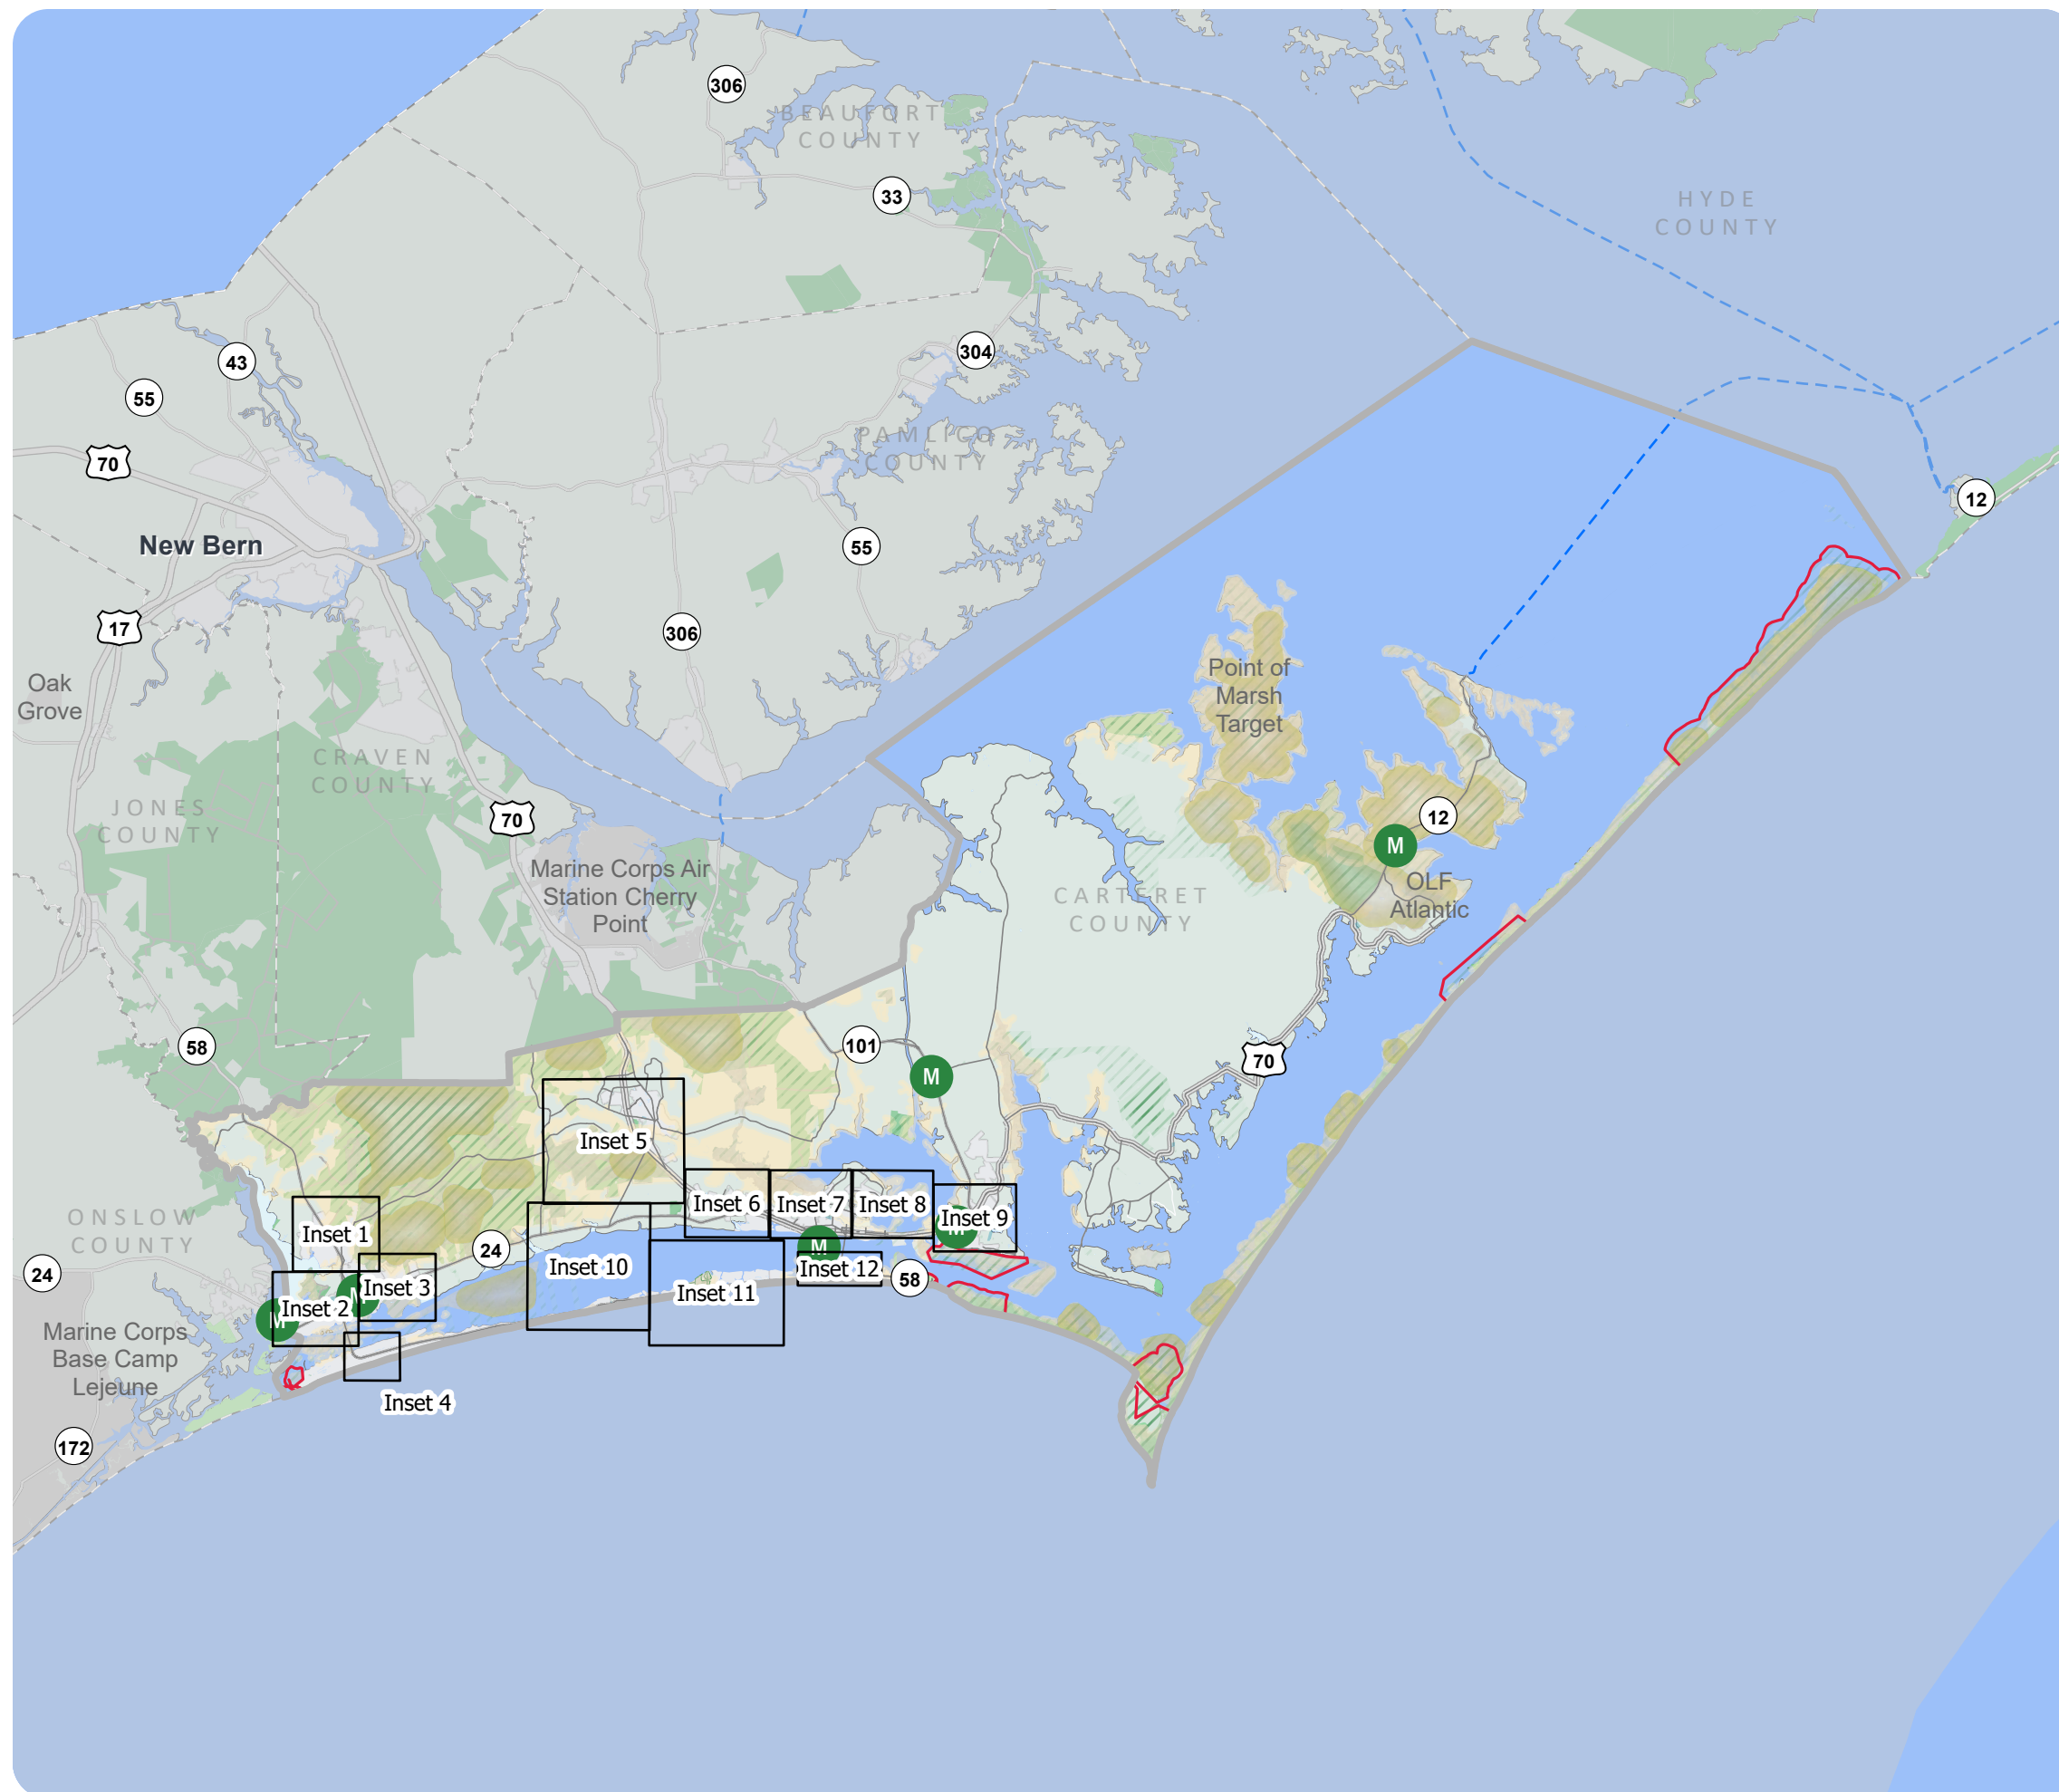 306
BEAUFORT
COUNTY
33
HYDE
COUNTY
43
304
55
PAMLICO
COUNTY
70
12
New Bern
55
17
306
Oak
Grove
Point of
Marsh
Target
CRAVEN
COUNTY
JONES
COUNTY
70
12
M
Marine Corps Air
Station Cherry
Point
OLF
Atlantic
CARTERET
COUNTY
58
101
70
M
Inset 5
Inset 6
Inset 7
Inset 8
Inset 9
M
ONSLOW
COUNTY
Inset 1
24
M
24
Inset 10
Inset 12
58
Inset 3
M
Inset 11
Inset 2
M
Marine Corps
Base Camp
Lejeune
Inset 4
172